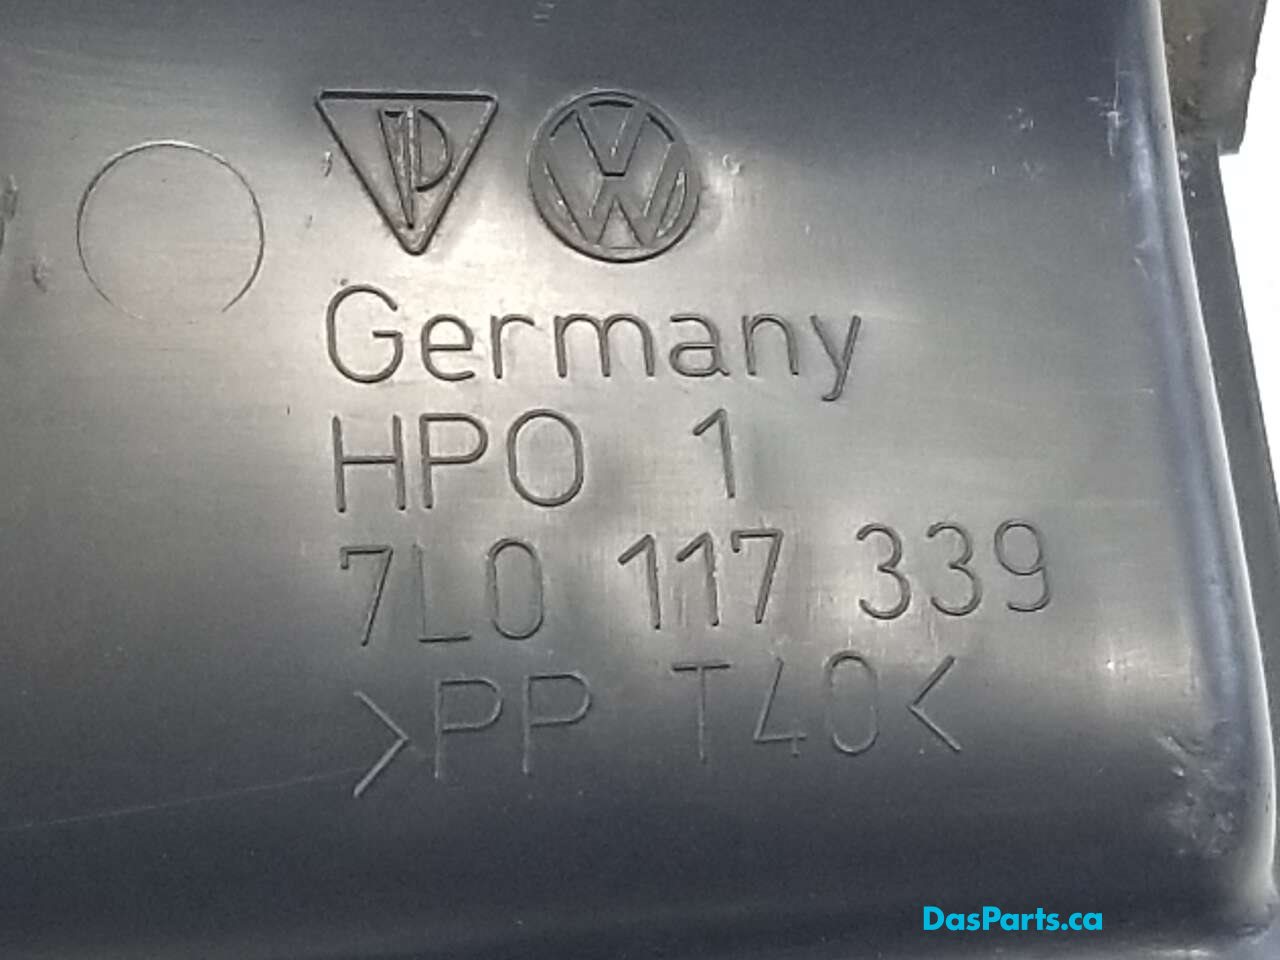 Germany
HPO 1
7L0 117 339
>PP T40<
DasParts.ca